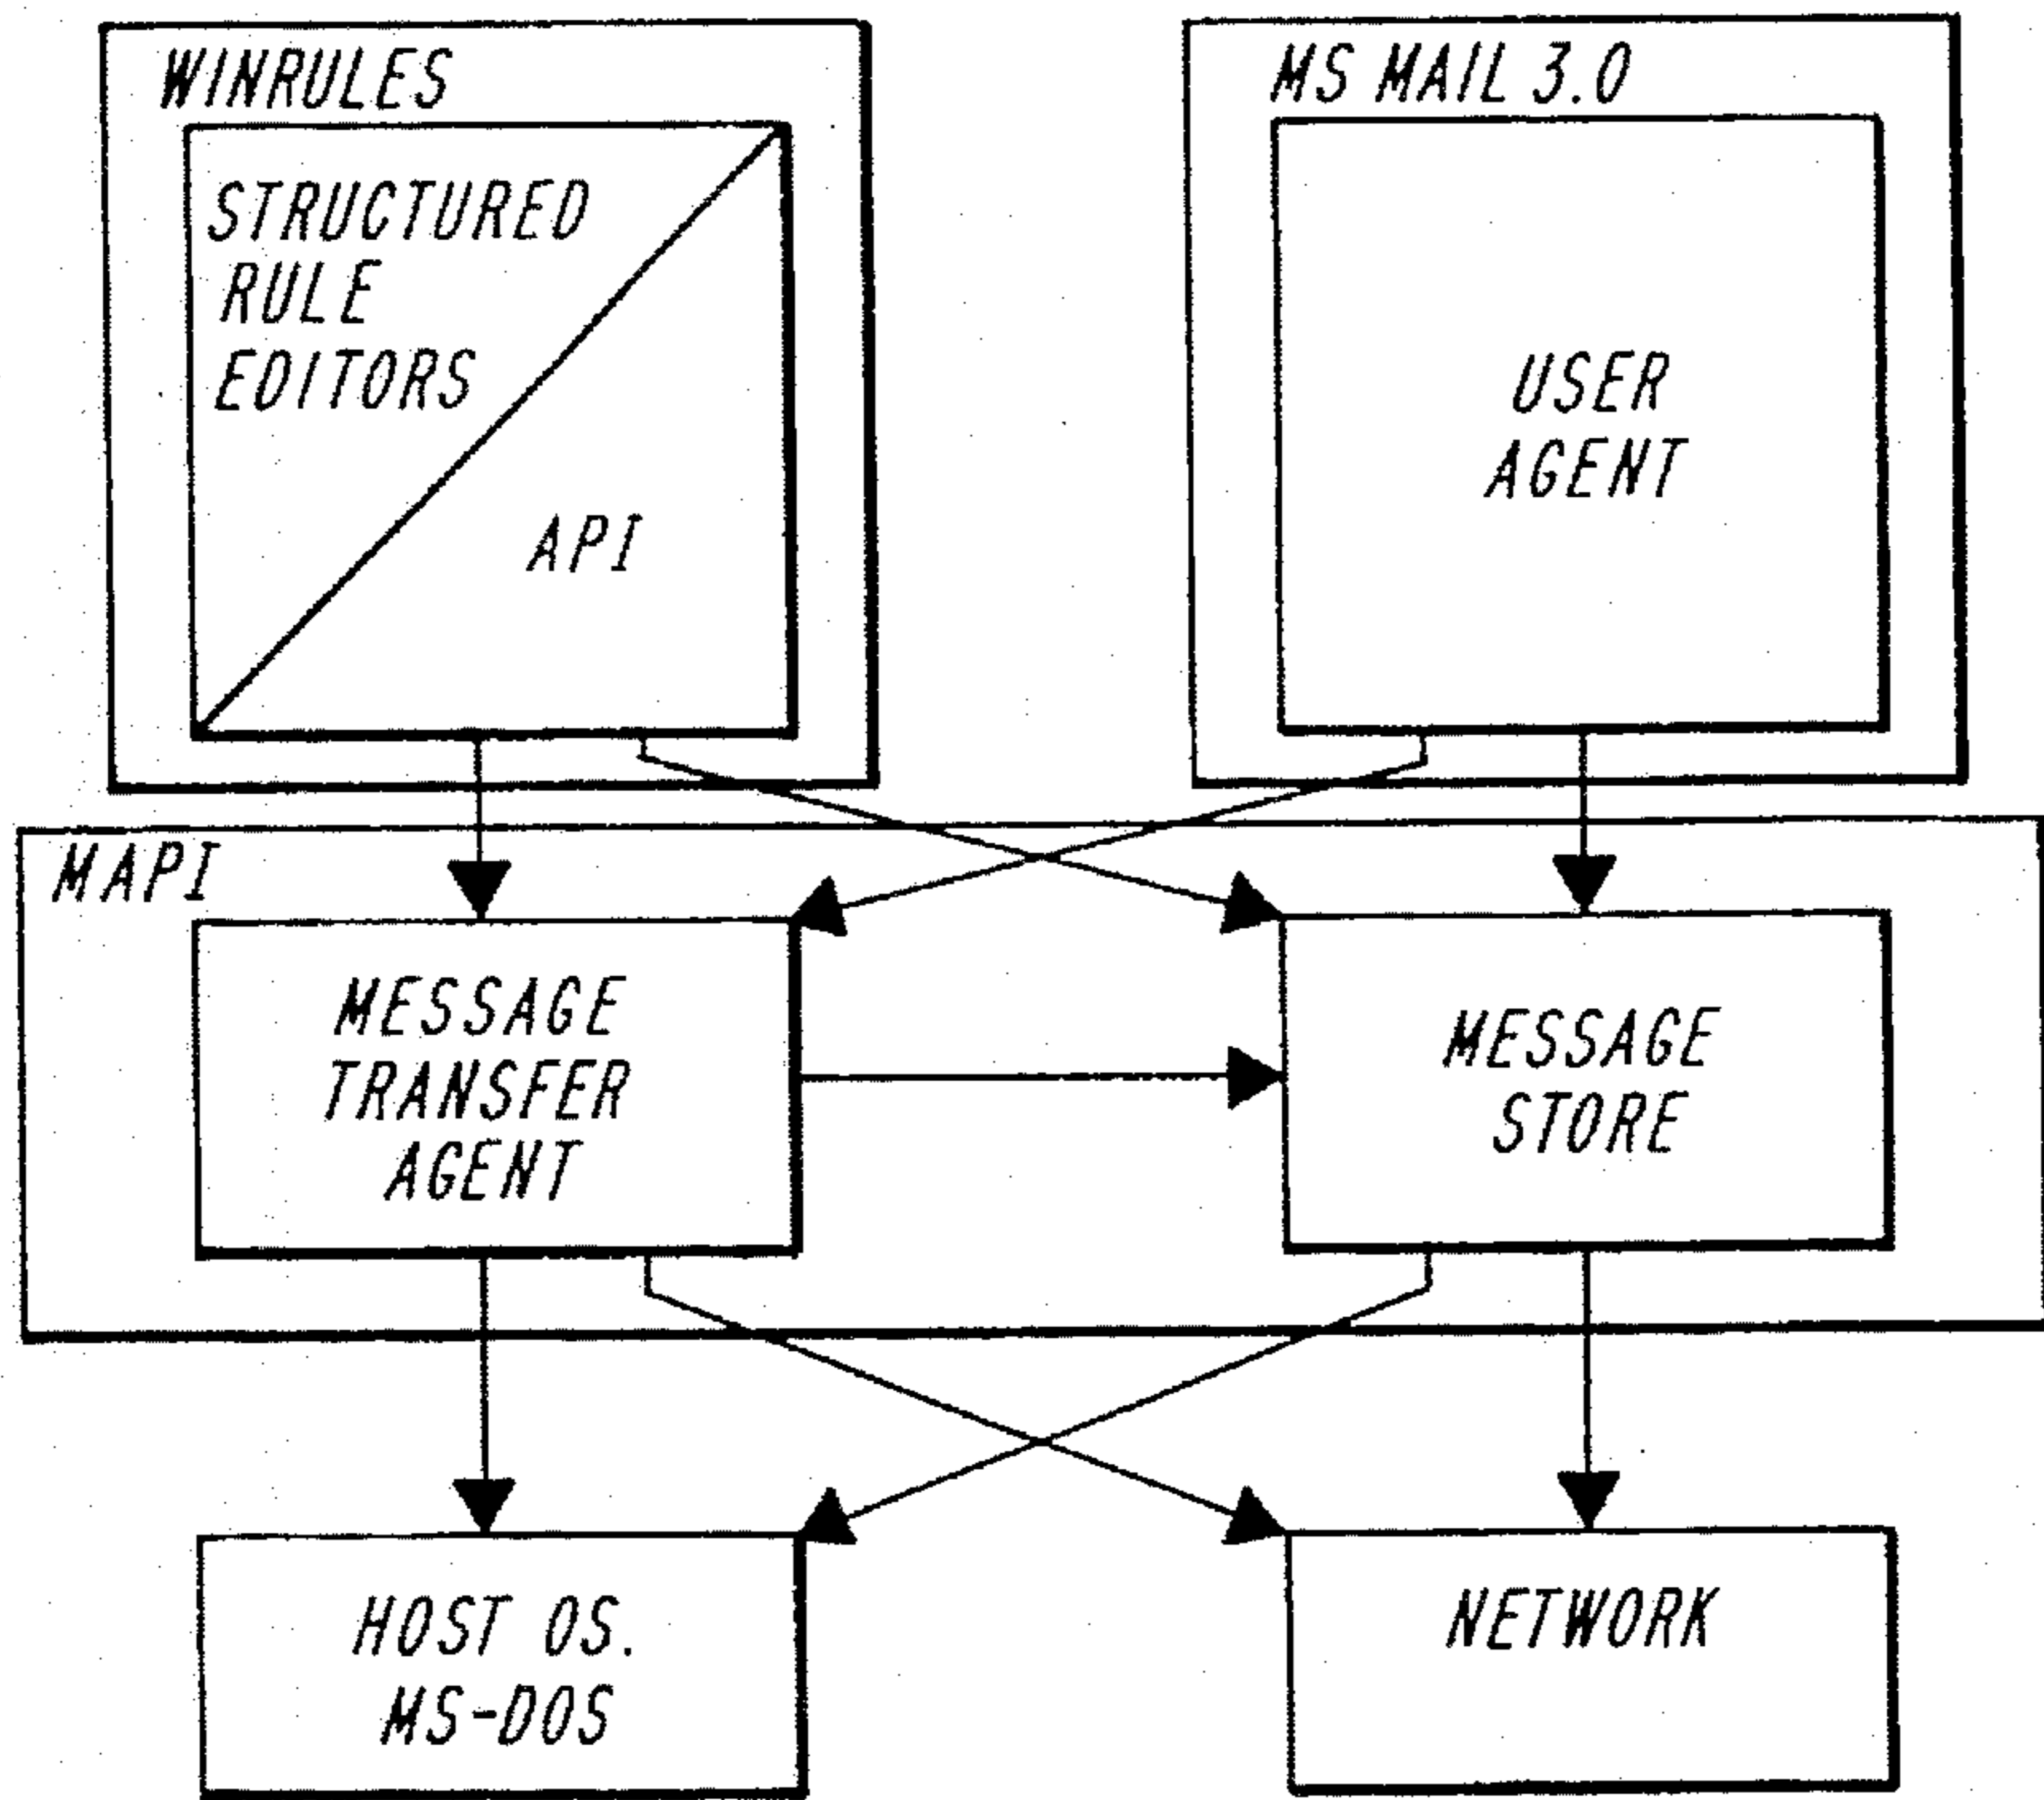 WINRULES
STRUCTURED
RULE
EDITORS
API
MS MAIL 3.0
USER
AGENT
MAPI
MESSAGE
TRANSFER
AGENT
MESSAGE
STORE
HOST OS.
MS-DOS
NETWORK